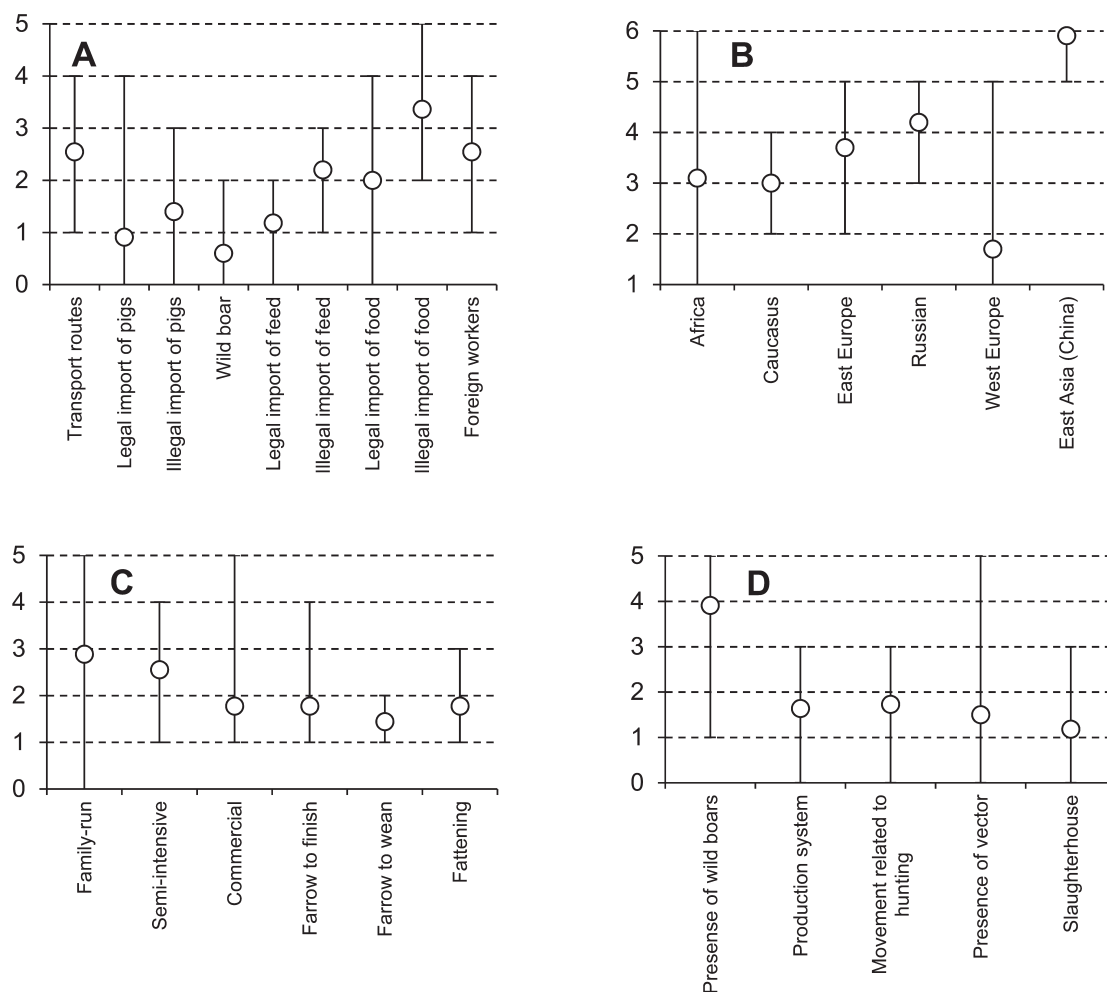 A
5
4
3
2
1
0
Transport routes
Legal import of pigs
Illegal import of pigs
Wild boar
Legal import of feed
Illegal import of feed
Legal import of food
Illegal import of food
Foreign workers
B
6
5
4
3
2
1
Africa
Caucasus
East Europe
Russian
West Europe
East Asia (China)
C
5
4
3
2
1
0
Family-run
Semi-intensive
Commercial
Farrow to finish
Farrow to wean
Fattening
D
5
4
3
2
1
0
Presense of wild boars
Production system
Movement related to
hunting
Presence of vector
Slaughterhouse